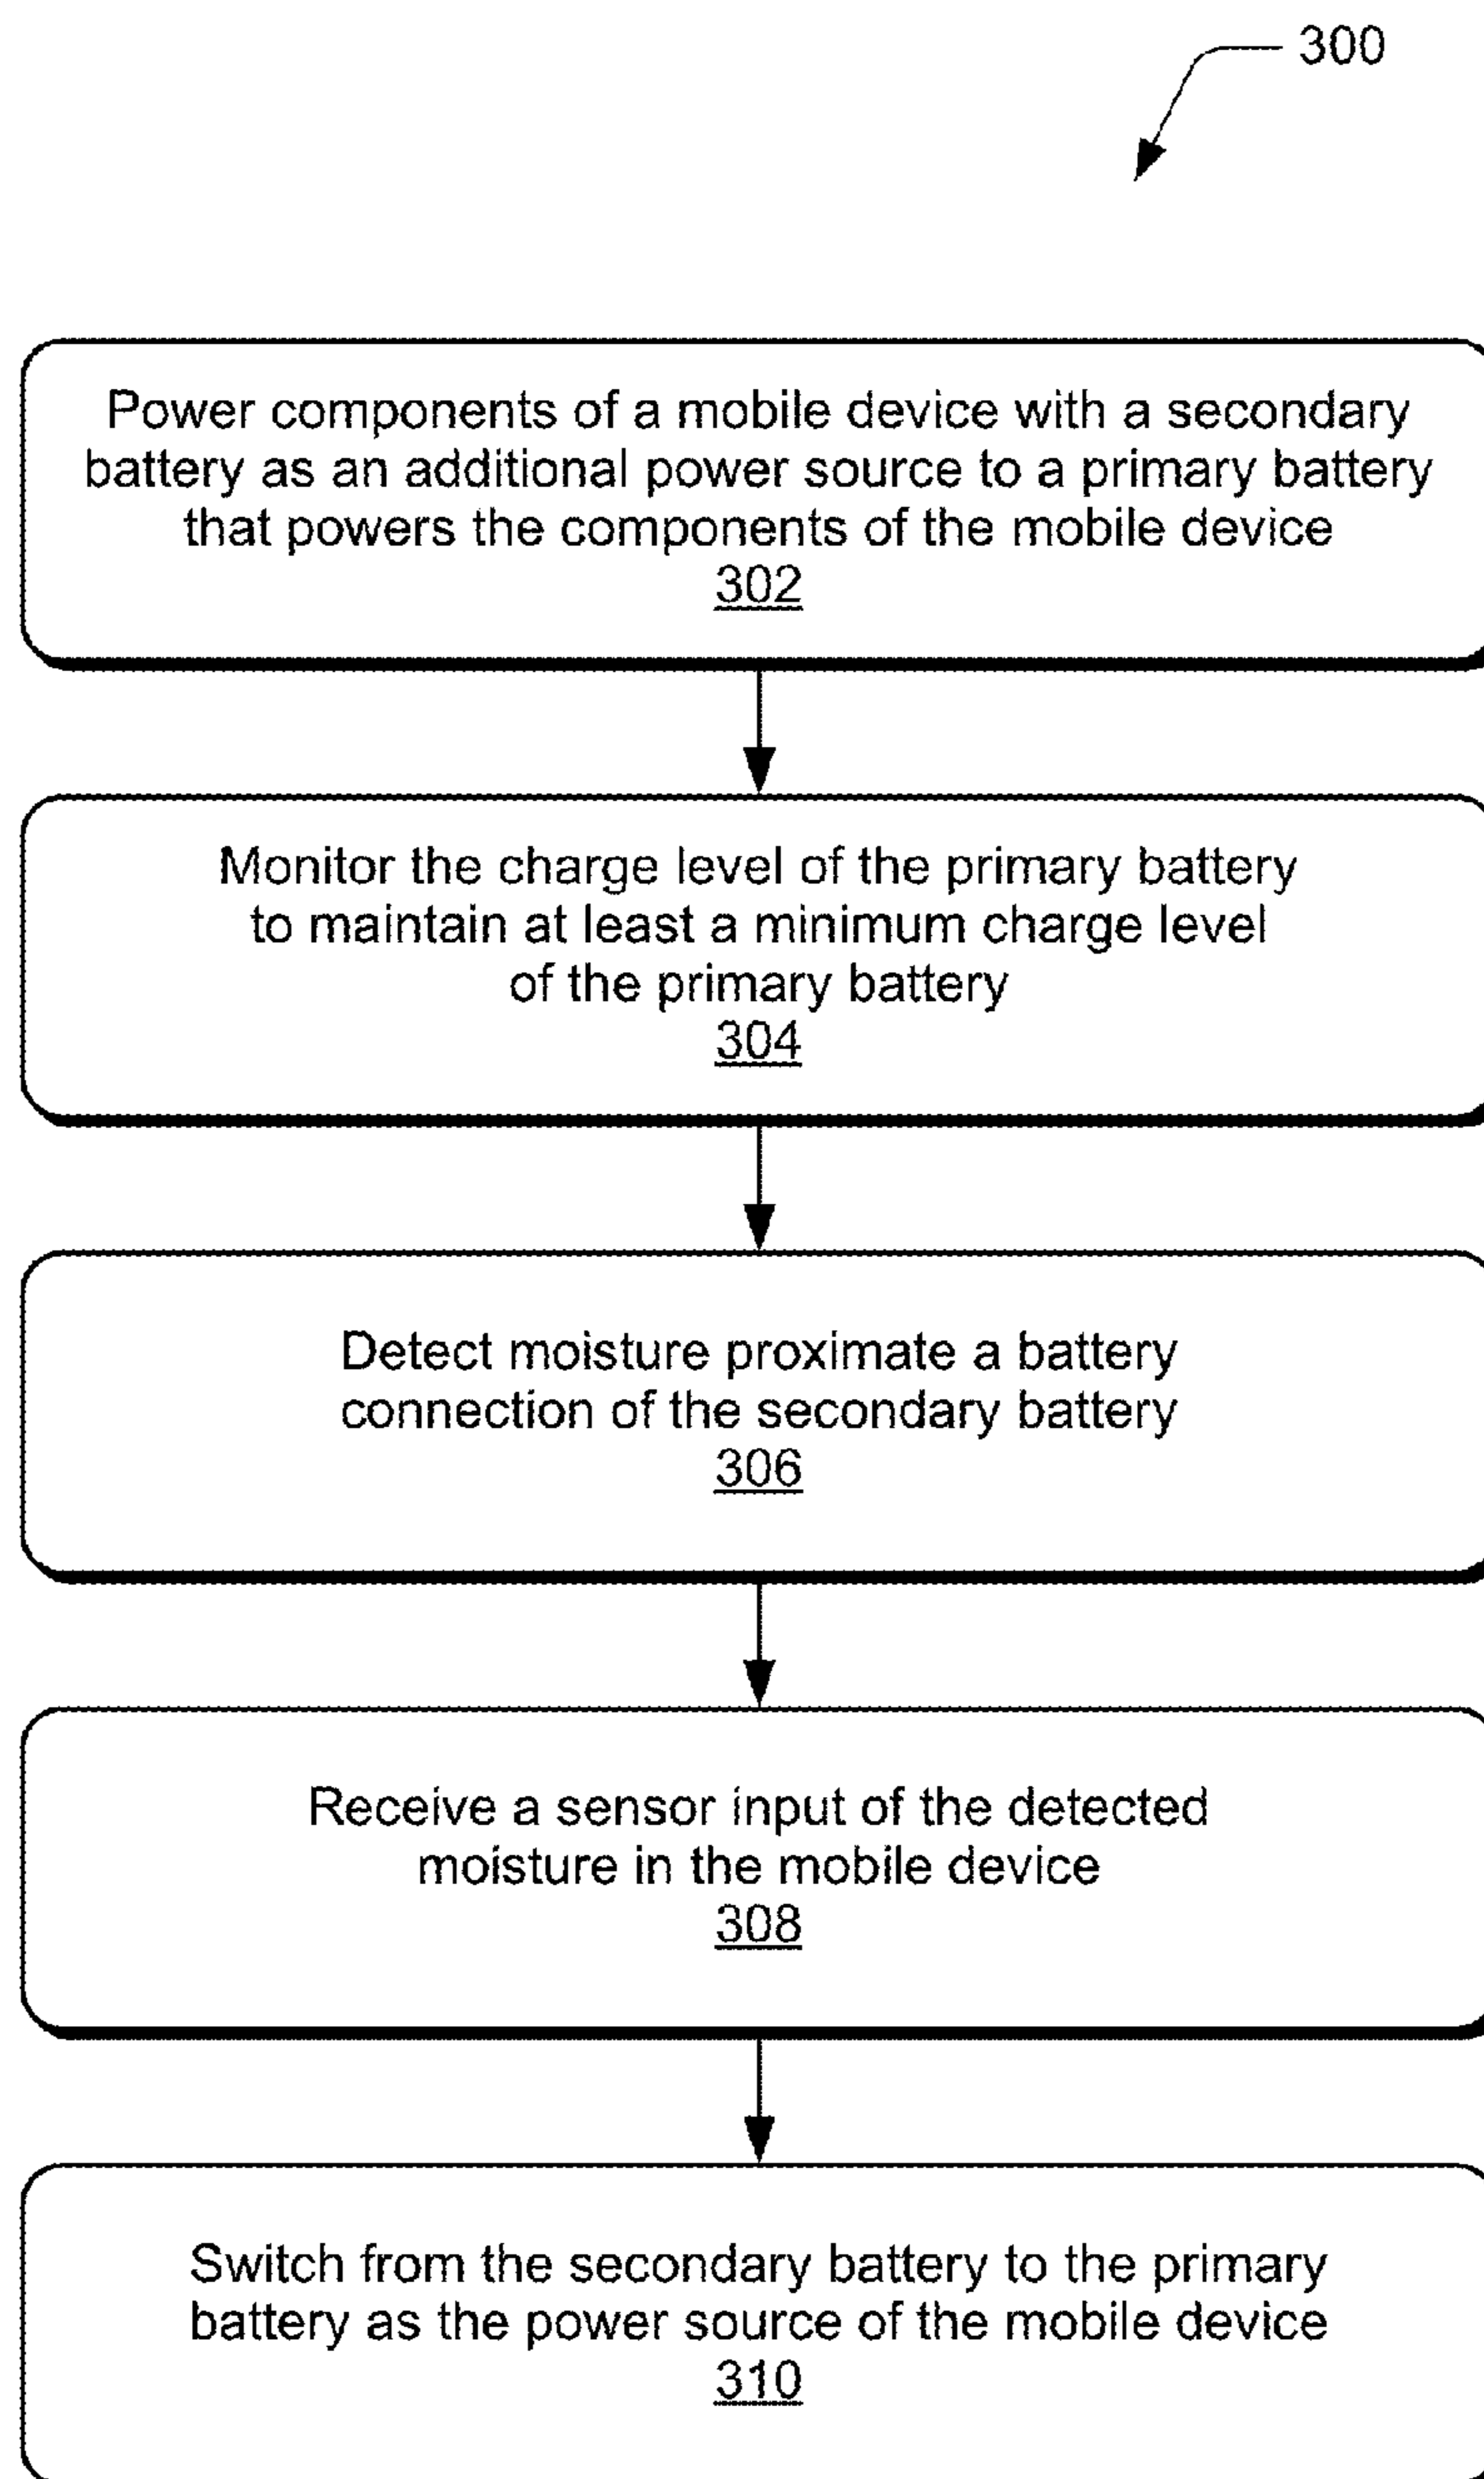 300
Power components of a mobile device with a secondary
battery as an additional power source to a primary battery
that powers the components of the mobile device
302
Monitor the charge level of the primary battery
to maintain at least a minimum charge level
of the primary battery
304
Detect moisture proximate a battery
connection of the secondary battery
306
Receive a sensor input of the detected
moisture in the mobile device
308
Switch from the secondary battery to the primary
battery as the power source of the mobile device
310